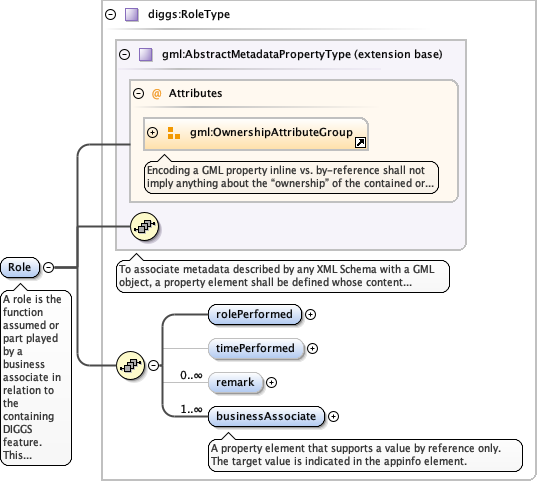 diggs:RoleType
gml:AbstractMetadataPropertyType (extension base)
@ Attributes
gml:OwnershipAttributeGroup
Encoding a GML property inline vs. by-reference shall not
imply anything about the “ownership” of the contained or...
To associate metadata described by any XML Schema with a GML
object, a property element shall be defined whose content...
Role
A role is the
function
assumed or
part played
by a
business
associate in
relation to
the
containing
DIGGS
feature.
This...
rolePerformed
timePerformed
0..∞
remark
1..∞
businessAssociate
A property element that supports a value by reference only.
The target value is indicated in the appinfo element.